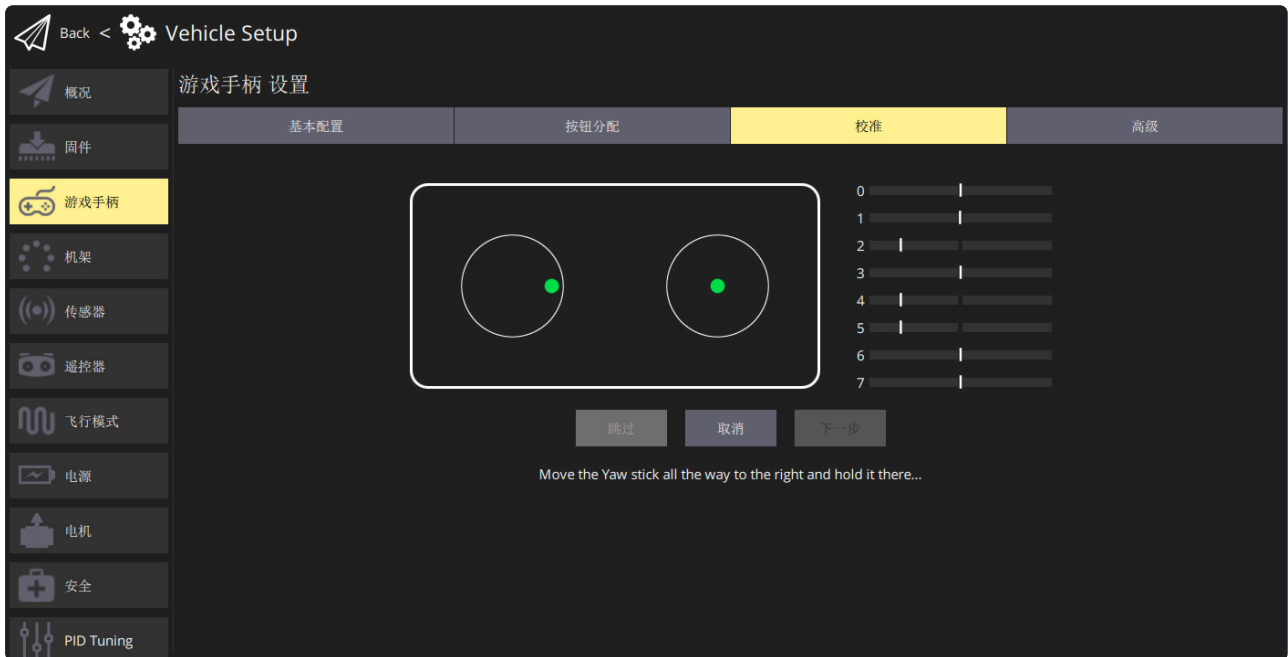 Back < Vehicle Setup
游戏手柄 设置
概况
固件
游戏手柄
机架
传感器
遥控器
飞行模式
电源
电机
安全
PID Tuning
基本配置 按钮分配 校准 高级
0
1
2
3
4
5
6
7
跳过 取消 下一步
Move the Yaw stick all the way to the right and hold it there...